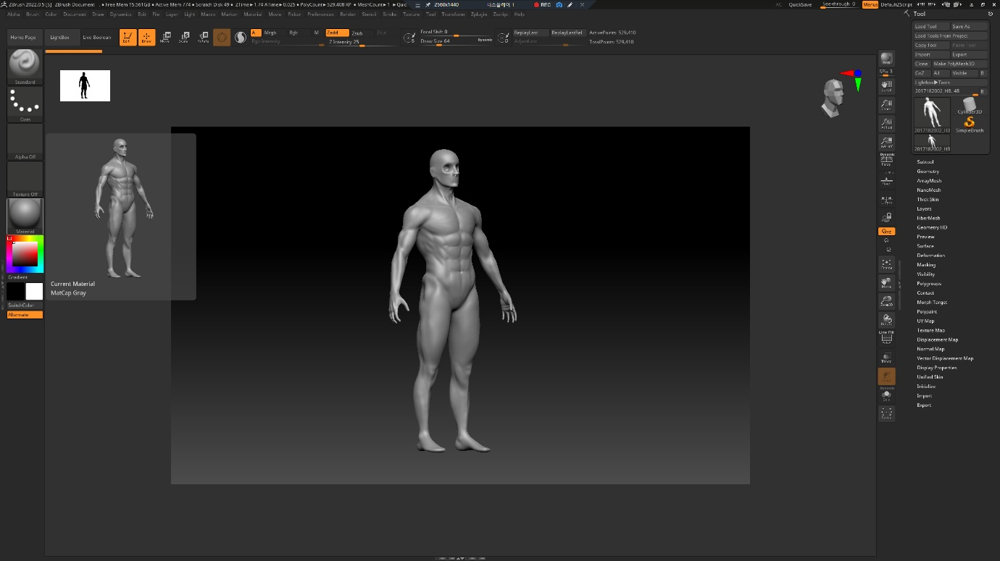 ZBrush 2022.0.5 [S] ZBrush Document . • Free Mem 15.561GB • Active Mem 774 • Scratch Disk 49 • ZTime▶1.74 ATime▶0.025 • PolyCount▶529.408 KP • MeshCount▶1 ▶Quic 2560x1440 디스플레이 1 REC AC QuickSave See-through 0 Menus DefaultZScript
Alpha Brush Color Document Draw Dynamics Edit File Layer Light Macro Marker Material Movie Picker Preferences Render Stencil Stroke Texture Tool Transform Zplugin Zscript Help
Tool
Load Tool Save As
Load Tools From Project
Copy Tool Paste Tool
Import Export
Clone Make PolyMesh3D
GoZ All Visible R
Lightbox▶Tools
2017182002_HB. 48 R
Cylinder3D
2017182002_HB SimpleBrush
2017182002_HB
Home Page LightBox Live Boolean Edit Draw Move Scale Rotate
A Mrgb Rgb M Zadd Zsub
Rgb Intensity Z Intensity 25
Focal Shift 0
Draw Size 64 Dynamic
S D
ReplayLast ReplayLastRel
AdjustLast
ActivePoints: 529,410
TotalPoints: 529,410
Standard
Dots
Alpha Off
Texture Off
Material
Gradient
SwitchColor
Alternate
Current Material
MatCap Gray
BPR
SPix 3
Scroll
Zoom
Actual
AAHalf
Dynamic
Persp
Floor
Frame
Move
Zoom3D
Rotate
Line Fill
PolyF
Transp
Dynamic
Solo
Xpose
Subtool
Geometry
ArrayMesh
NanoMesh
Thick Skin
Layers
FiberMesh
Geometry HD
Preview
Surface
Deformation
Masking
Visibility
Polygroups
Contact
Morph Target
Polypaint
UV Map
Texture Map
Displacement Map
Normal Map
Vector Displacement Map
Display Properties
Unified Skin
Initialize
Import
Export